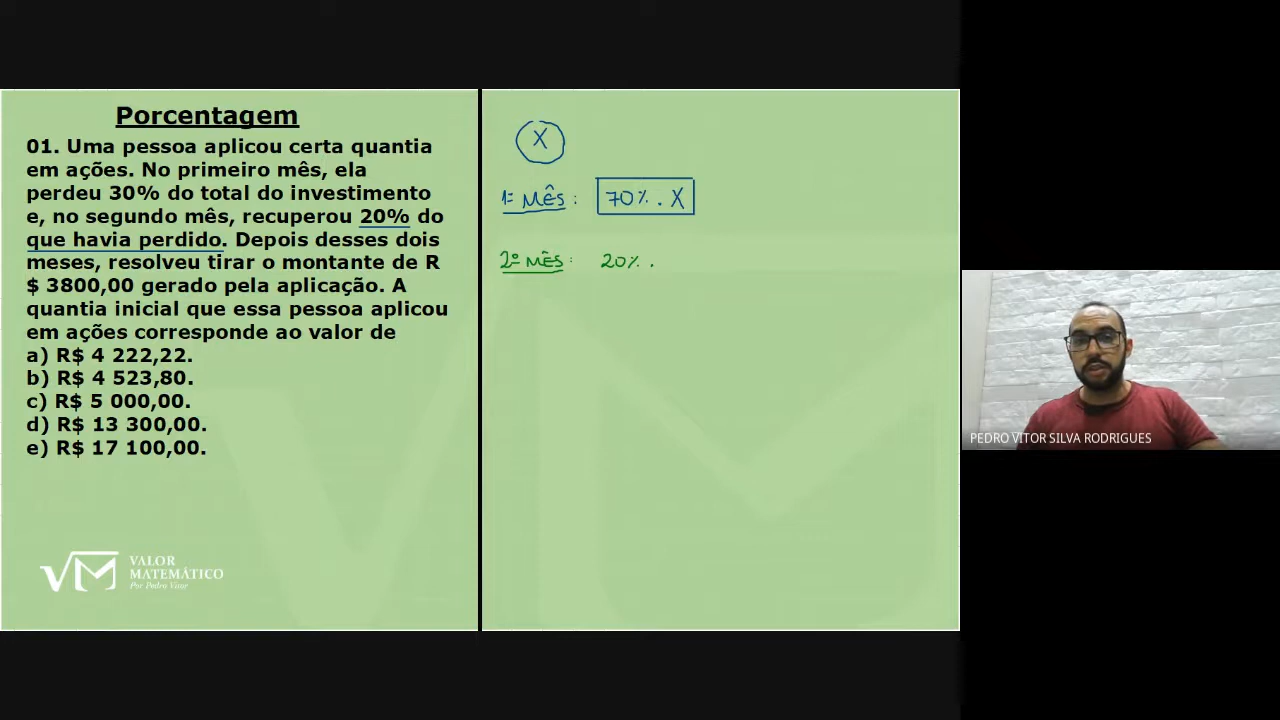 Porcentagem
01. Uma pessoa aplicou certa quantia
em ações. No primeiro mês, ela
perdeu 30% do total do investimento
e, no segundo mês, recuperou 20% do
que havia perdido. Depois desses dois
meses, resolveu tirar o montante de R
$ 3800,00 gerado pela aplicação. A
quantia inicial que essa pessoa aplicou
em ações corresponde ao valor de
a) R$ 4 222,22.
b) R$ 4 523,80.
c) R$ 5 000,00.
d) R$ 13 300,00.
e) R$ 17 100,00.
VM VALOR
MATEMÁTICO
Por Pedro Vitor
X
1º MÊS: 70%. X
2º MÊS: 20%.
PEDRO VITOR SILVA RODRIGUES